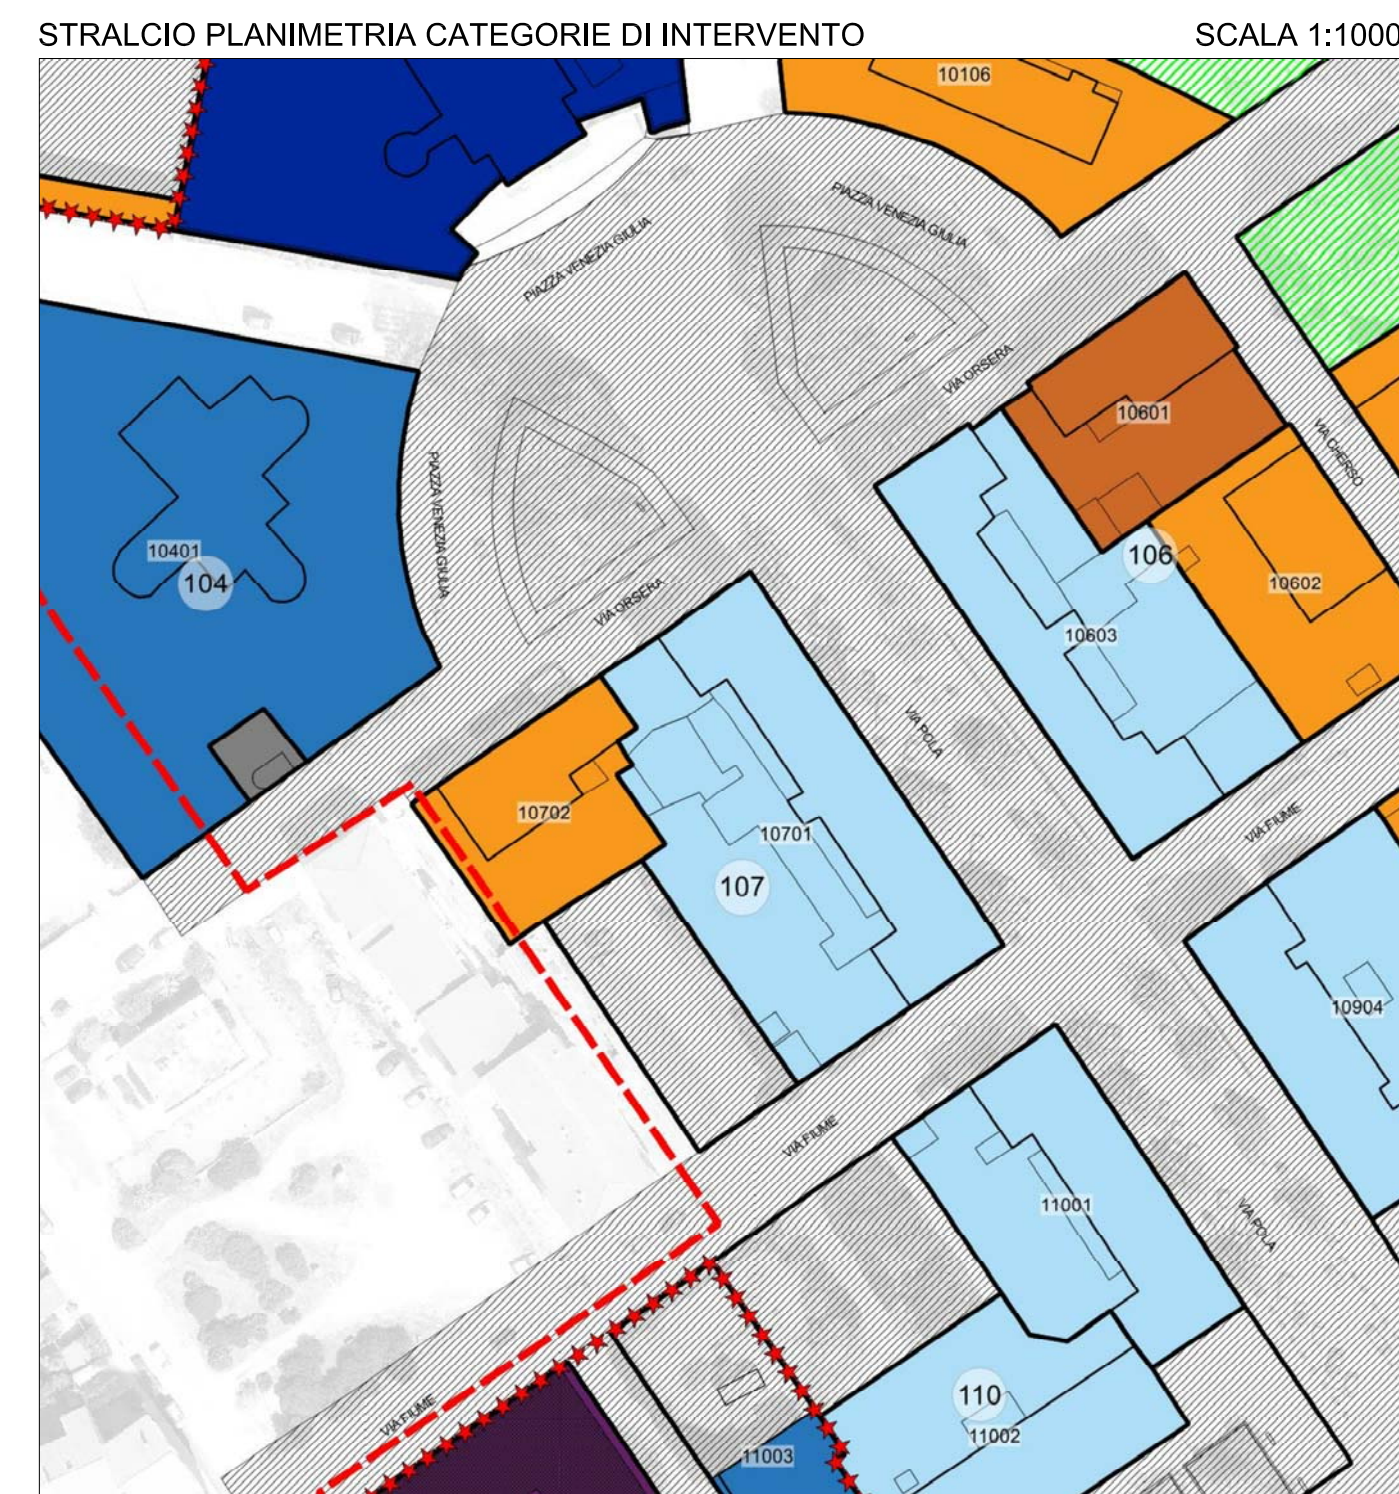 STRALCIO PLANIMETRIA CATEGORIE DI INTERVENTO
SCALA 1:1000
10106
PIAZZA VENEZIA GIULIA
PIAZZA VENEZIA GIULIA
VIA ORSERA
10601
VIA CHERSO
PIAZZA VENEZIA GIULIA
10401
104
106
10602
VIA ORSERA
10603
VIA POLA
10702
10701
VIA FIUME
107
10904
VIA FIUME
11001
VIA POLA
110
VIA FIUME
11002
11003